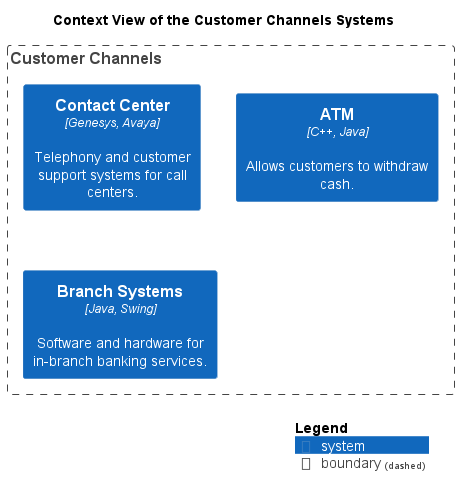 Context View of the Customer Channels Systems
Customer Channels
Contact Center
[Genesys, Avaya]
Telephony and customer
support systems for call
centers.
ATM
[C++, Java]
Allows customers to withdraw
cash.
Branch Systems
[Java, Swing]
Software and hardware for
in-branch banking services.
Legend
system
boundary (dashed)